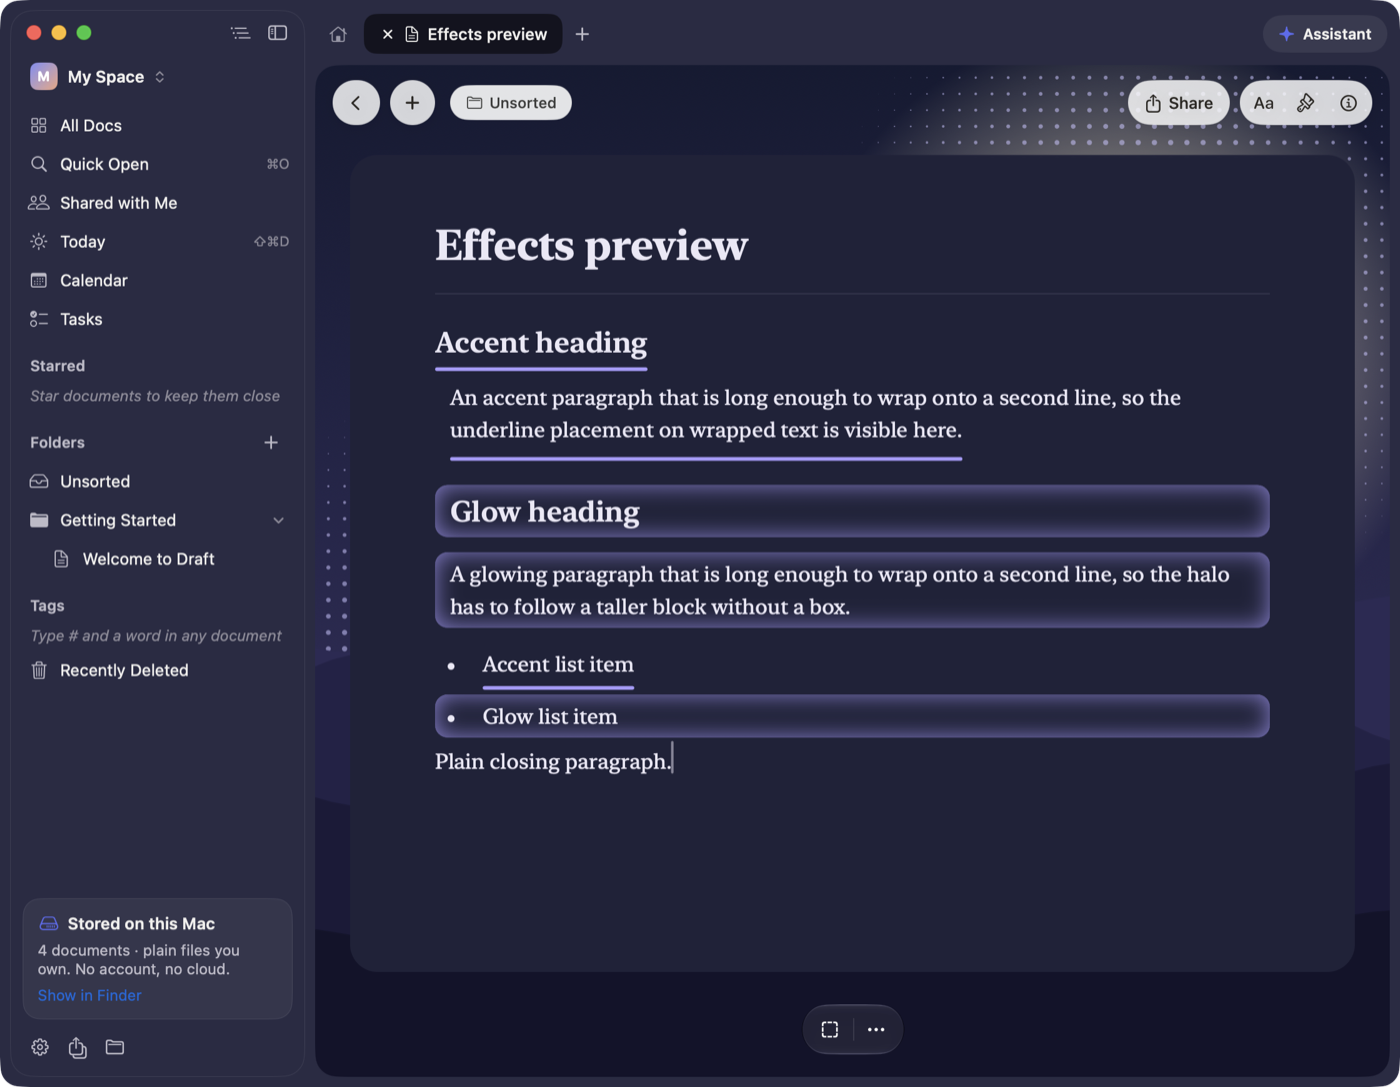 Effects preview
Assistant
M My Space
All Docs
Quick Open ⌘O
Shared with Me
Today ⇧⌘D
Calendar
Tasks
Starred
Star documents to keep them close
Folders
Unsorted
Getting Started
Welcome to Draft
Tags
Type # and a word in any document
Recently Deleted
Stored on this Mac
4 documents · plain files you
own. No account, no cloud.
Show in Finder
Unsorted
Share
Aa
Effects preview
Accent heading
An accent paragraph that is long enough to wrap onto a second line, so the
underline placement on wrapped text is visible here.
Glow heading
A glowing paragraph that is long enough to wrap onto a second line, so the halo
has to follow a taller block without a box.
• Accent list item
• Glow list item
Plain closing paragraph.